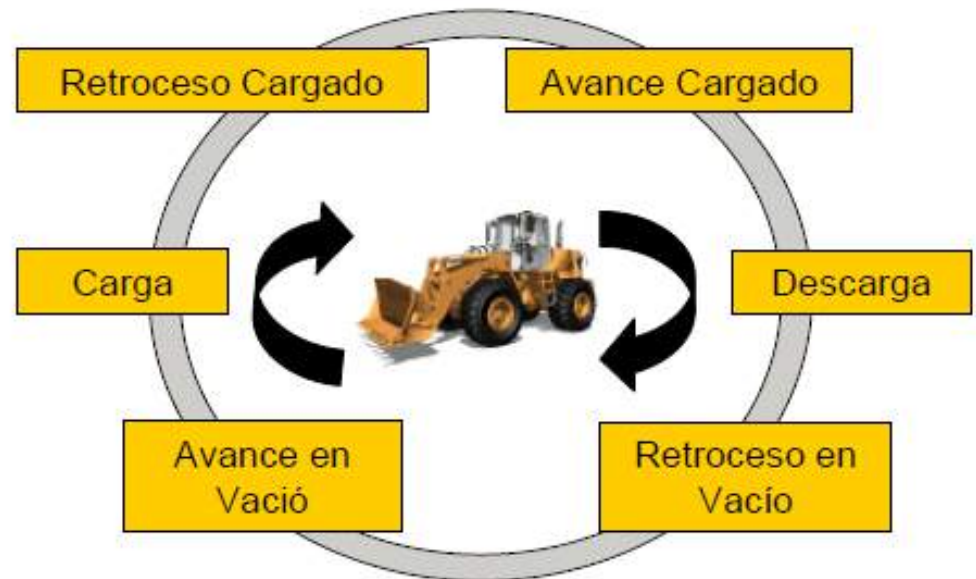 Retroceso Cargado
Avance Cargado
Carga
Descarga
Avance en
Vació
Retroceso en
Vacío